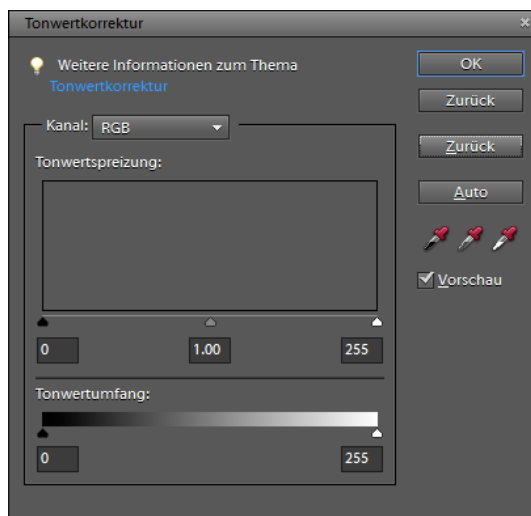 Tonwertkorrektur
Weitere Informationen zum Thema
Tonwertkorrektur
Kanal: RGB
Tonwertspreizung:
0 1.00 255
Tonwertumfang:
0 255
OK
Zurück
Zurück
Auto
Vorschau